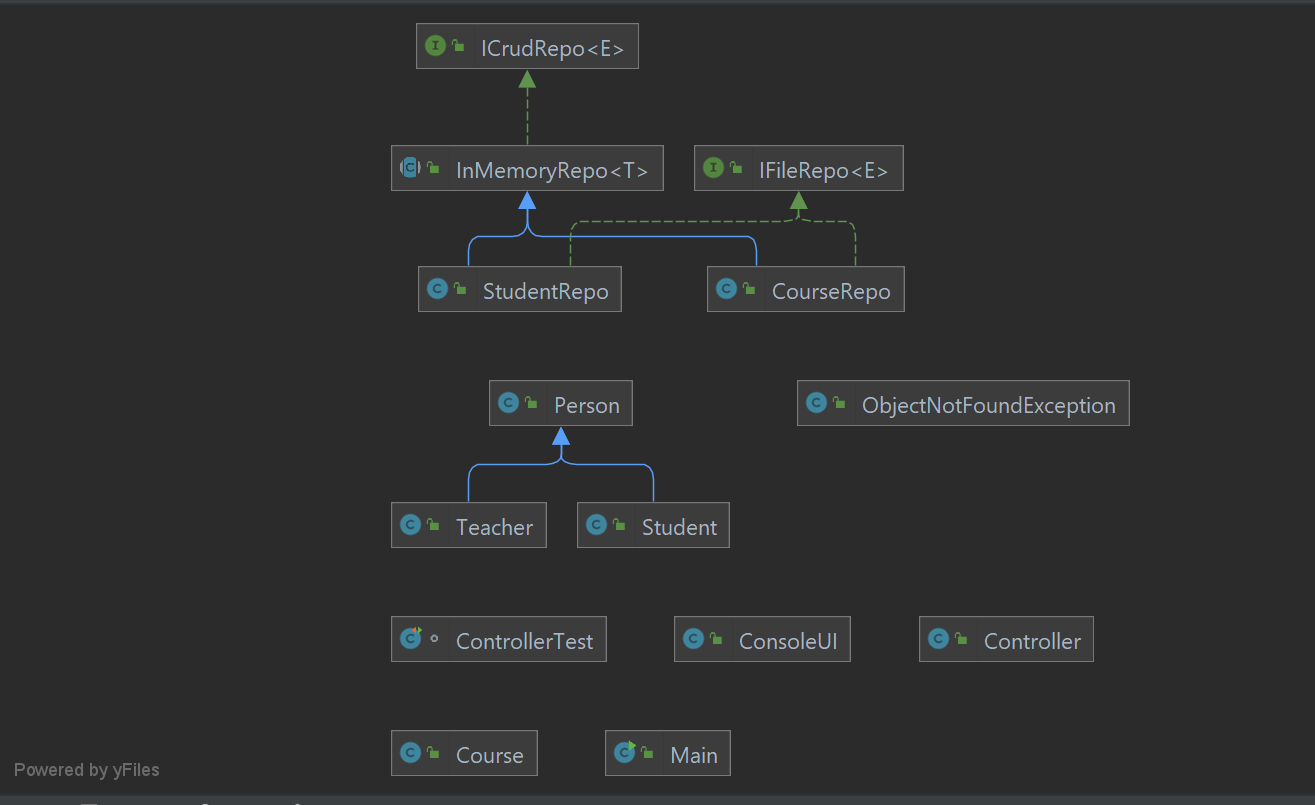 ICrudRepo<E>
InMemoryRepo<T>
IFileRepo<E>
StudentRepo
CourseRepo
Person
ObjectNotFoundException
Teacher
Student
ControllerTest
ConsoleUI
Controller
Course
Main
Powered by yFiles